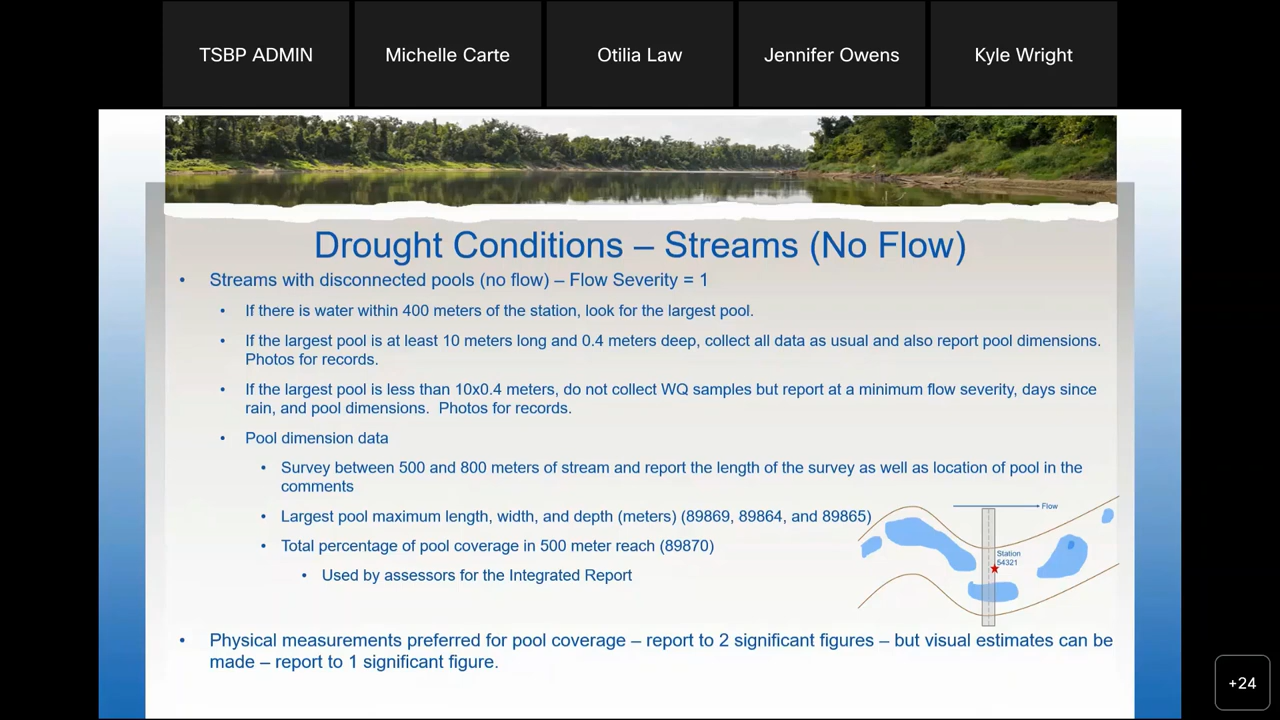 TSBP ADMIN
Michelle Carte
Otilia Law
Jennifer Owens
Kyle Wright
Drought Conditions – Streams (No Flow)
• Streams with disconnected pools (no flow) – Flow Severity = 1
• If there is water within 400 meters of the station, look for the largest pool.
• If the largest pool is at least 10 meters long and 0.4 meters deep, collect all data as usual and also report pool dimensions.
Photos for records.
• If the largest pool is less than 10x0.4 meters, do not collect WQ samples but report at a minimum flow severity, days since
rain, and pool dimensions.  Photos for records.
• Pool dimension data
• Survey between 500 and 800 meters of stream and report the length of the survey as well as location of pool in the
comments
• Largest pool maximum length, width, and depth (meters) (89869, 89864, and 89865)
• Total percentage of pool coverage in 500 meter reach (89870)
• Used by assessors for the Integrated Report
Flow
Station
54321
• Physical measurements preferred for pool coverage – report to 2 significant figures – but visual estimates can be
made – report to 1 significant figure.
+24